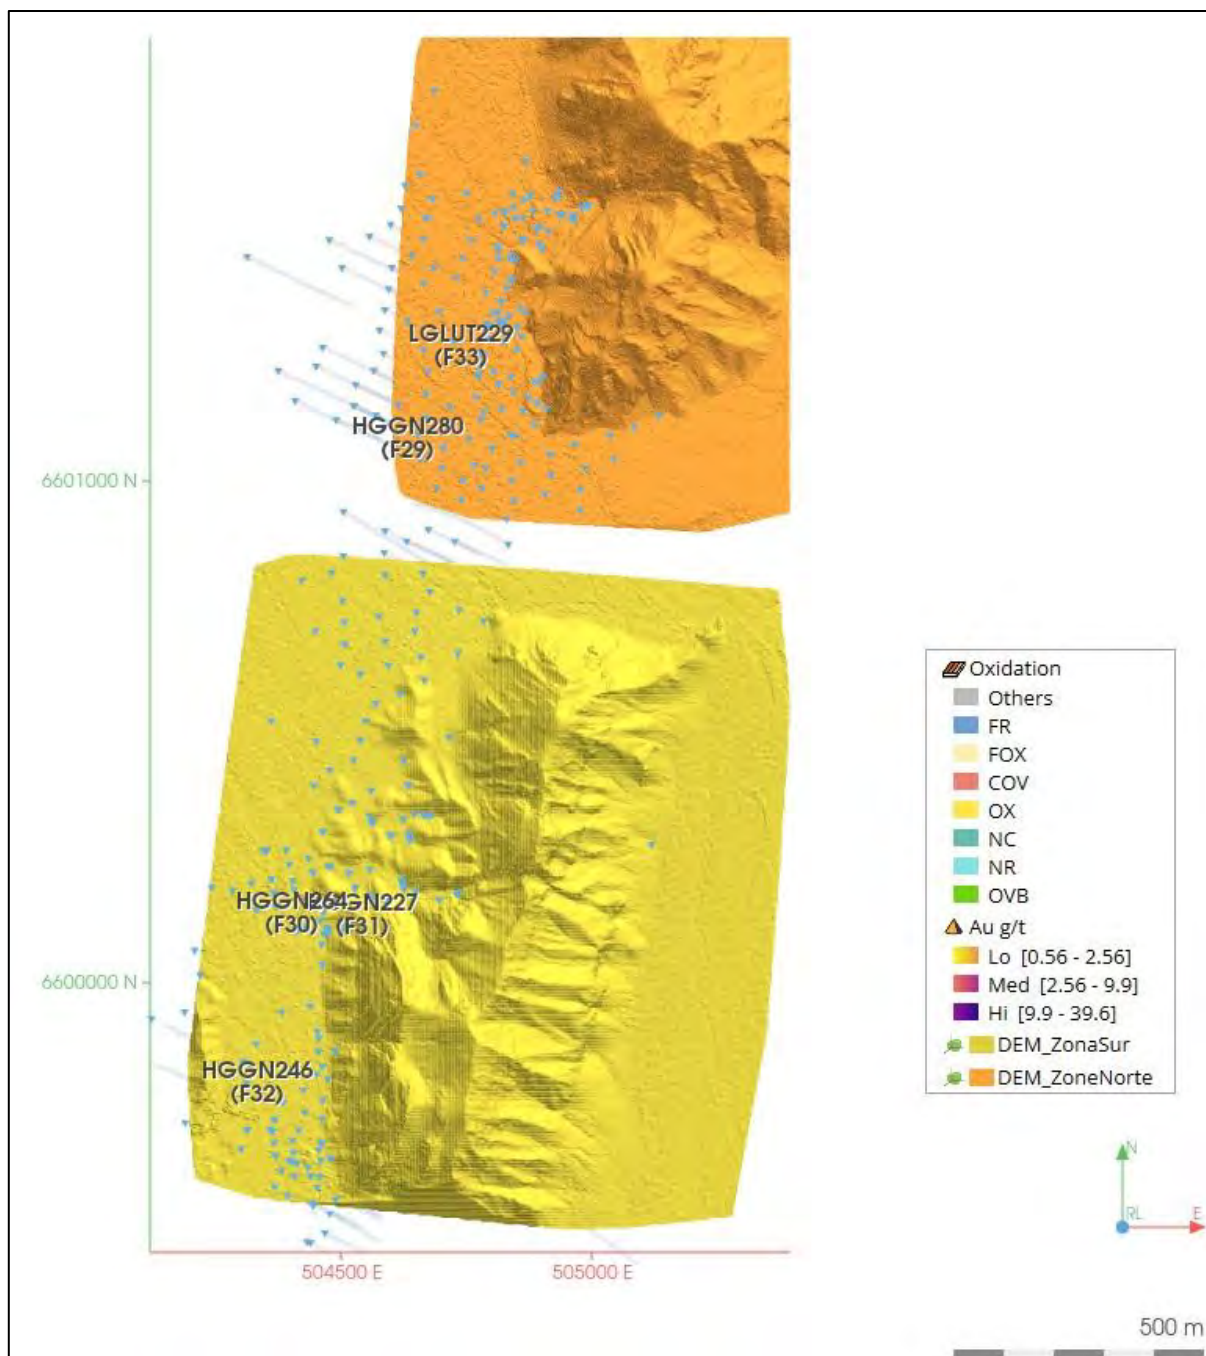 LGLUT229
(F33)
HGGN280
(F29)
6601000 N
HGGN264
GN227
(F30)
(F31)
6600000 N
HGGN246
(F32)
504500 E
505000 E
Oxidation
Others
FR
FOX
COV
OX
NC
NR
OVB
Au g/t
Lo [0.56 - 2.56]
Med [2.56 - 9.9]
Hi [9.9 - 39.6]
DEM_ZonaSur
DEM_ZoneNorte
N
RL
E
500 m